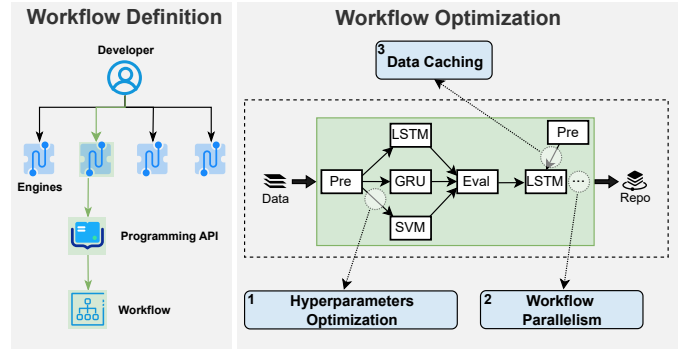 Workflow Definition
Developer
Engines
Programming API
Workflow
Workflow Optimization
3
Data Caching
LSTM
Pre
Pre
GRU
Eval
LSTM
...
Data
Repo
SVM
1
Hyperparameters
Optimization
2
Workflow
Parallelism